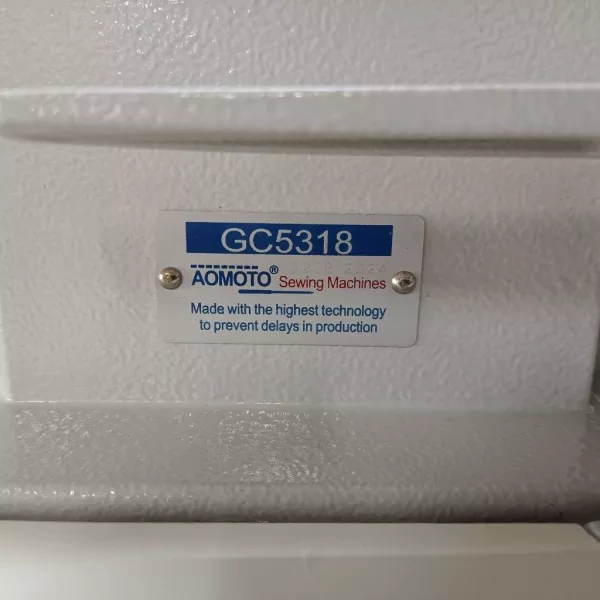 GC5318
AOMOTO® Sewing Machines
Made with the highest technology
to prevent delays in production